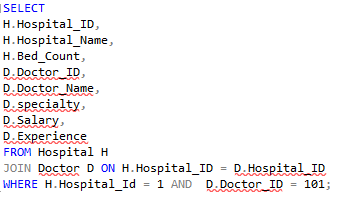 SELECT
H.Hospital_ID,
H.Hospital_Name,
H.Bed_Count,
D.Doctor_ID,
D.Doctor_Name,
D.specialty,
D.Salary,
D.Experience
FROM Hospital H
JOIN Doctor D ON H.Hospital_ID = D.Hospital_ID
WHERE H.Hospital_Id = 1 AND  D.Doctor_ID = 101;